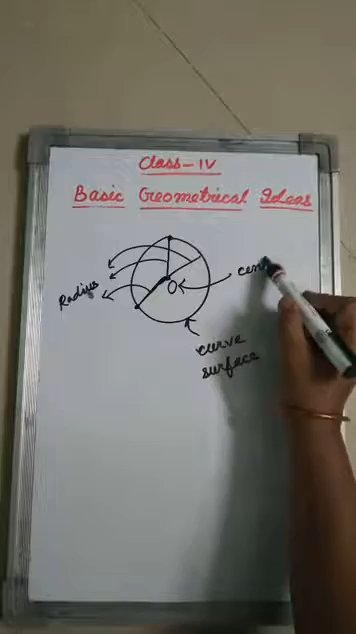 Class-IV
Basic Geometrical Ideas
Radius
O
cen
curve
surface